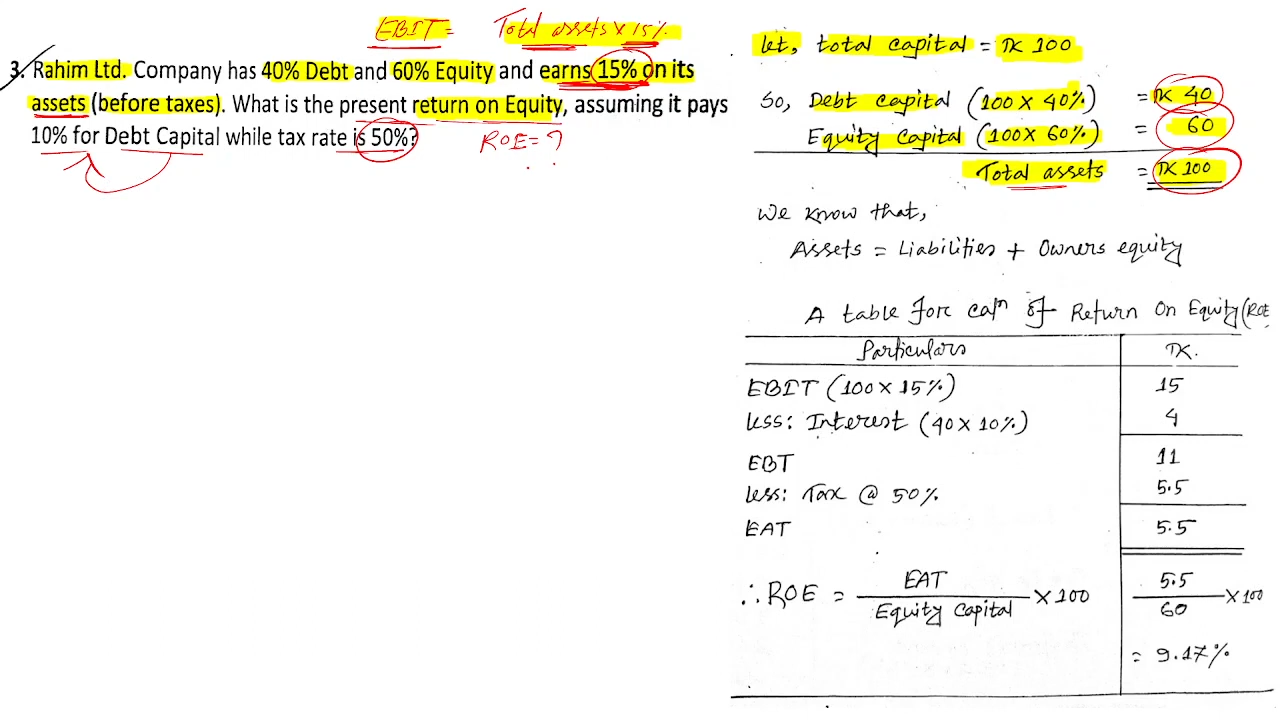 EBIT = Total assets x 15%
3. Rahim Ltd. Company has 40% Debt and 60% Equity and earns 15% on its
assets (before taxes). What is the present return on Equity, assuming it pays
10% for Debt Capital while tax rate is 50%?
ROE = ?
let, total capital = TK 100
So, Debt capital (100 x 40%) = TK 40
Equity Capital (100 x 60%) = 60
Total assets = TK 100
We know that,
Assets = Liabilities + Owners equity
A table for calⁿ of Return On Equity (ROE
Particulars TK.
EBIT (100 x 15%) 15
less: Interest (40 x 10%) 4
EBT 11
less: Tax @ 50% 5.5
EAT 5.5
∴ ROE = EAT / Equity Capital x 100 5.5 / 60 x 100
= 9.17%